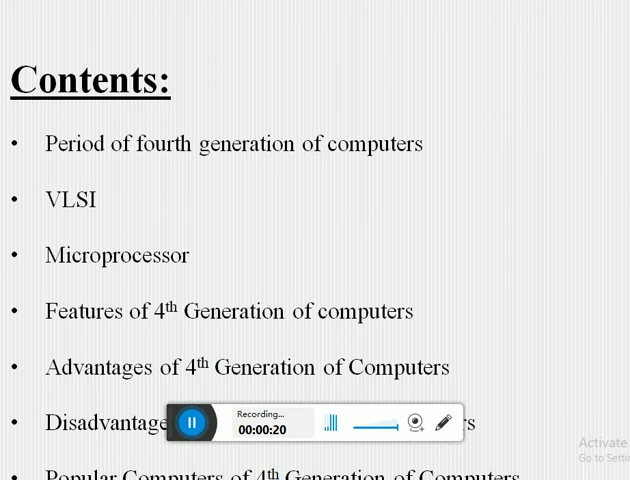 Contents:
• Period of fourth generation of computers
• VLSI
• Microprocessor
• Features of 4th Generation of computers
• Advantages of 4th Generation of Computers
• Disadvantage
Recording...
00:00:20
Activate
Go to Settin
• Popular Computers of 4th Generation of Computers